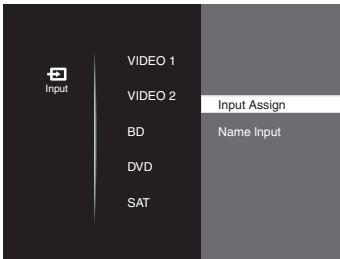 Input
VIDEO 1
VIDEO 2
BD
DVD
SAT
Input Assign
Name Input